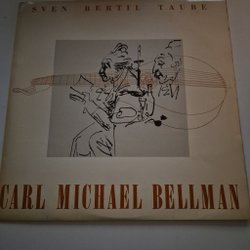 SVEN BERTIL TAUBE
CARL MICHAEL BELLMAN